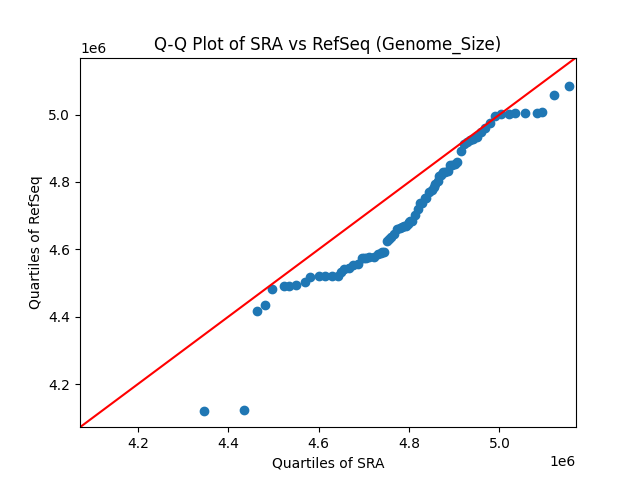 Q-Q Plot of SRA vs RefSeq (Genome_Size)
1e6
5.0
4.8
4.6
4.4
4.2
Quartiles of RefSeq
4.2 4.4 4.6 4.8 5.0
Quartiles of SRA
1e6